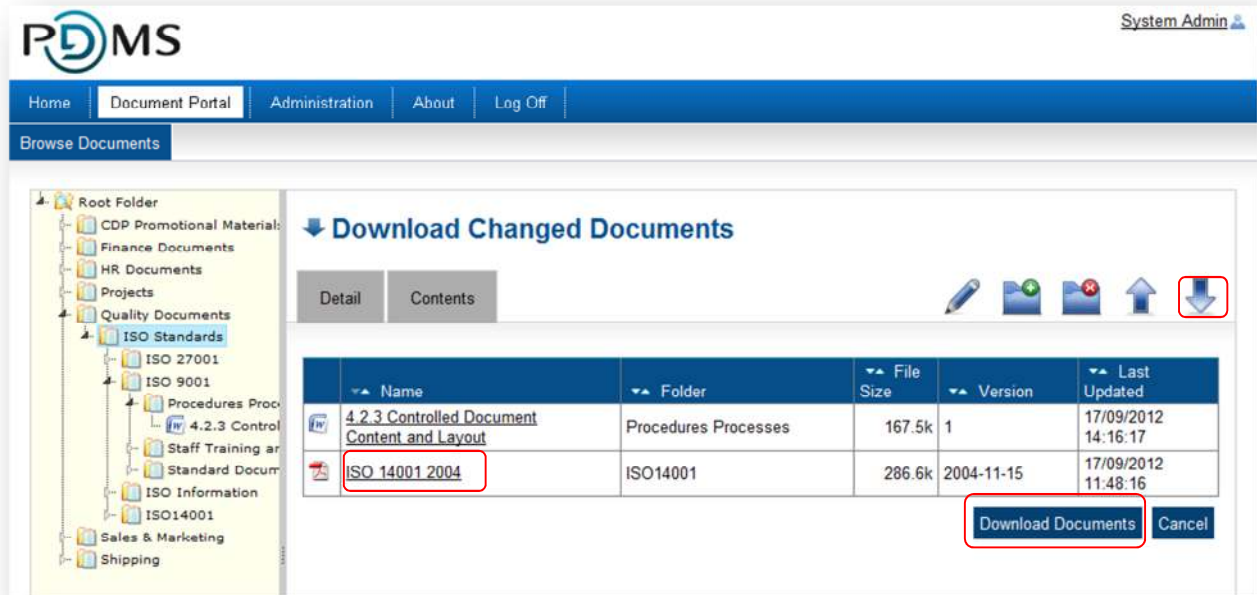 PDMS
System Admin
Home
Document Portal
Administration
About
Log Off
Browse Documents
Root Folder
CDP Promotional Materials
Finance Documents
HR Documents
Projects
Quality Documents
ISO Standards
ISO 27001
ISO 9001
Procedures Proc
4.2.3 Control
Staff Training ar
Standard Docum
ISO Information
ISO14001
Sales & Marketing
Shipping
Download Changed Documents
Detail
Contents
Name
Folder
File
Size
Version
Last
Updated
4.2.3 Controlled Document
Content and Layout
Procedures Processes
167.5k
1
17/09/2012
14:16:17
ISO 14001 2004
ISO14001
286.6k
2004-11-15
17/09/2012
11:48:16
Download Documents
Cancel